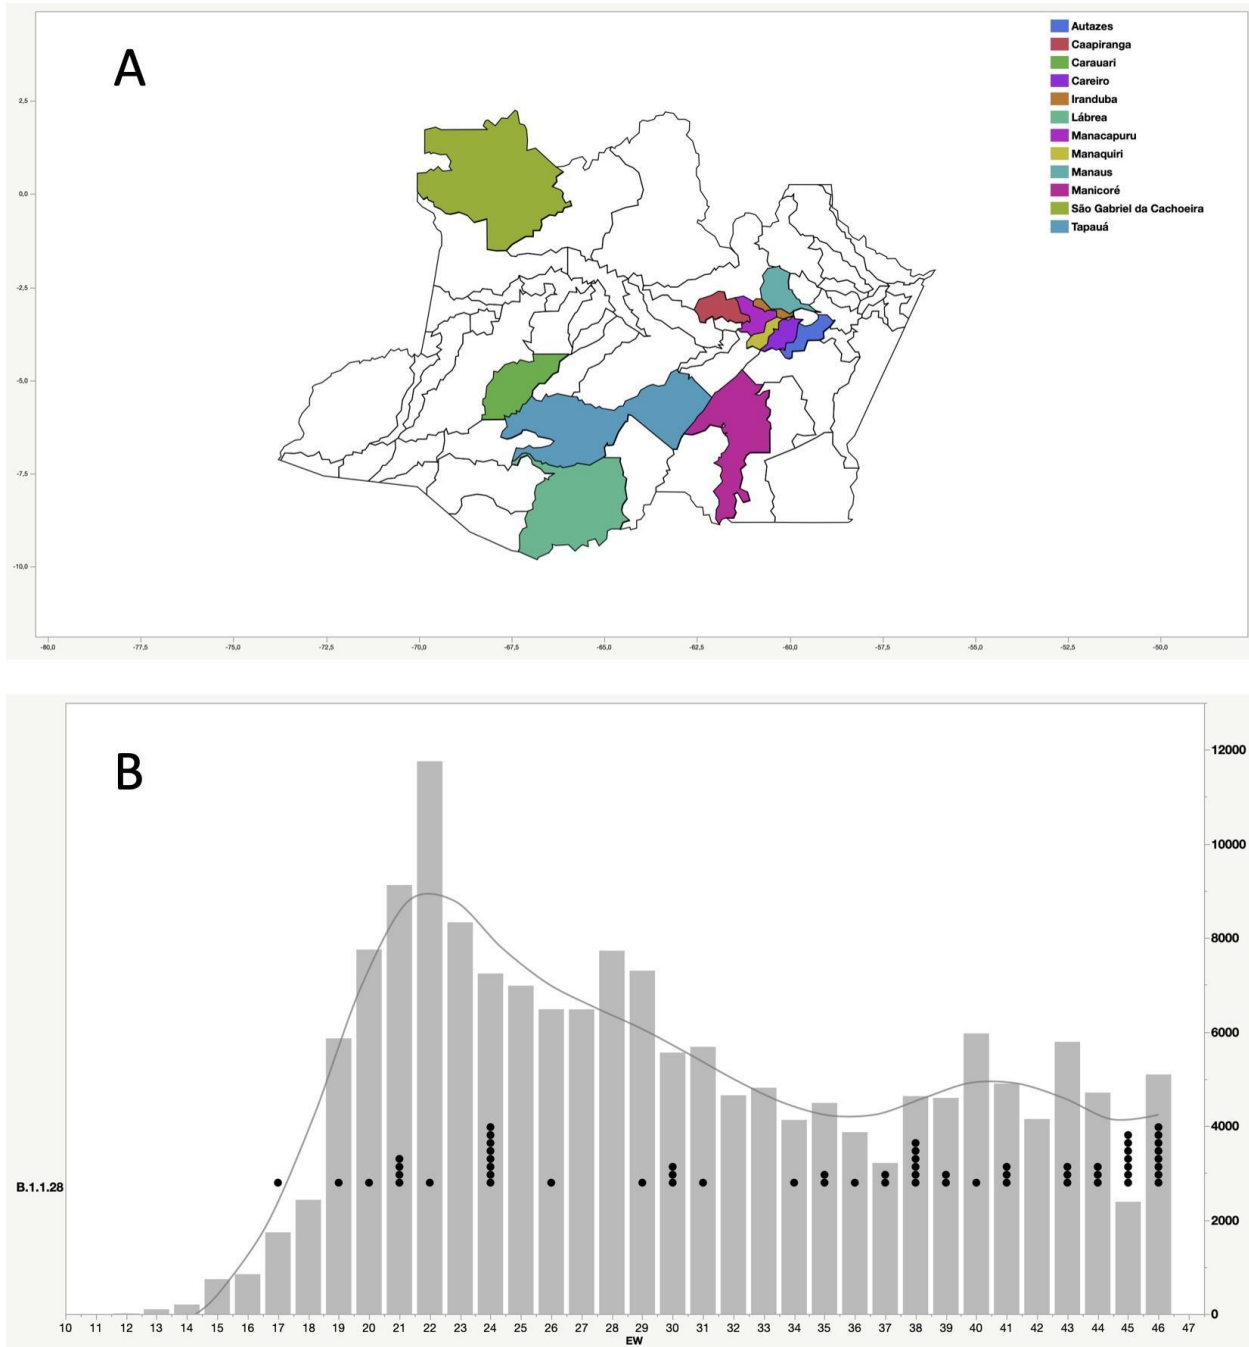 A
Autazes
Caapiranga
Carauari
Careiro
Iranduba
Lábrea
Manacapuru
Manaquiri
Manaus
Manicoré
São Gabriel da Cachoeira
Tapauá
2,5
0,0
-2,5
-5,0
-7,5
-10,0
-80,0 -77,5 -75,0 -72,5 -70,0 -67,5 -65,0 -62,5 -60,0 -57,5 -55,0 -52,5 -50,0
B
12000
10000
8000
6000
4000
B.1.1.28
2000
0
10 11 12 13 14 15 16 17 18 19 20 21 22 23 24 25 26 27 28 29 30 31 32 33 34 35 36 37 38 39 40 41 42 43 44 45 46 47
EW